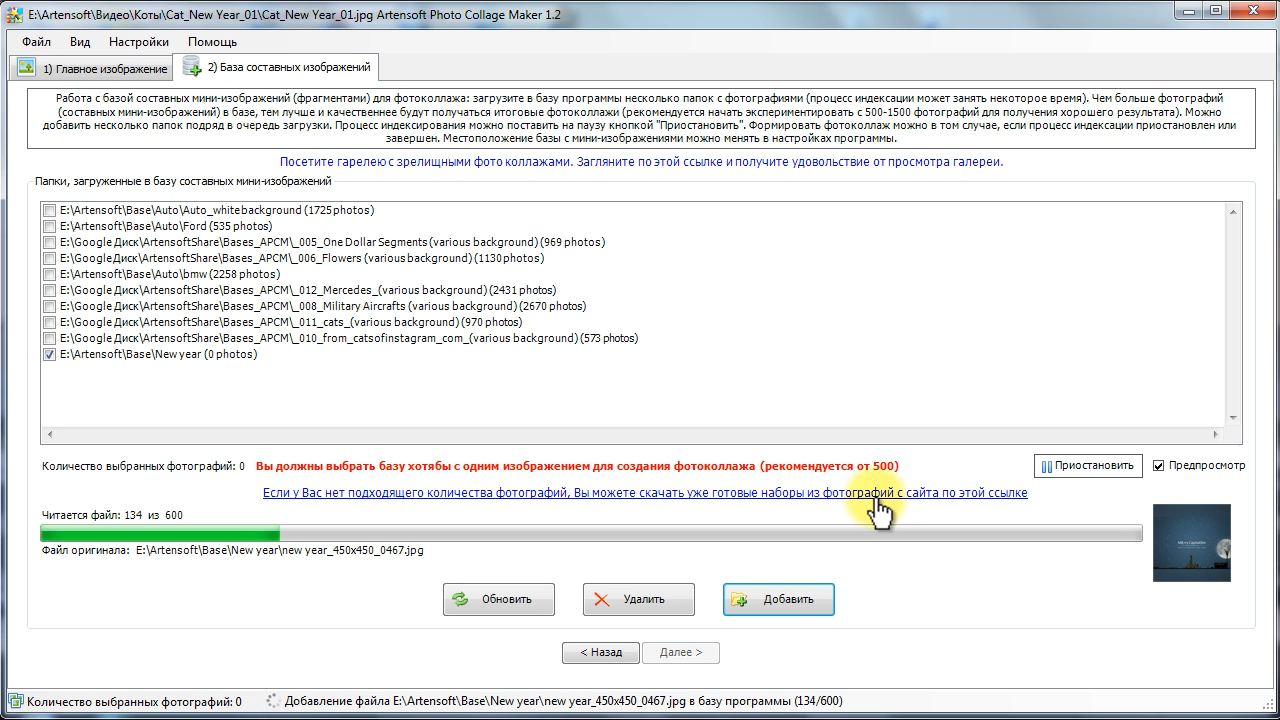 E:\Artensoft\Видео\Коты\Cat_New Year_01\Cat_New Year_01.jpg Artensoft Photo Collage Maker 1.2
Файл Вид Настройки Помощь
1) Главное изображение 2) База составных изображений
Работа с базой составных мини-изображений (фрагментами) для фотоколлажа: загрузите в базу программы несколько папок с фотографиями (процесс индексации может занять некоторое время). Чем больше фотографий
(составных мини-изображений) в базе, тем лучше и качественнее будут получаться итоговые фотоколлажи (рекомендуется начать экспериментировать с 500-1500 фотографий для получения хорошего результата). Можно
добавить несколько папок подряд в очередь загрузки. Процесс индексирования можно поставить на паузу кнопкой "Приостановить". Формировать фотоколлаж можно в том случае, если процесс индексации приостановлен или
завершен. Местоположение базы с мини-изображениями можно менять в настройках программы.
Посетите гарелею с зрелищными фото коллажами. Загляните по этой ссылке и получите удовольствие от просмотра галереи.
Папки, загруженные в базу составных мини-изображений
E:\Artensoft\Base\Auto\Auto_white background (1725 photos)
E:\Artensoft\Base\Auto\Ford (535 photos)
E:\Google Диск\ArtensoftShare\Bases_APCM\_005_One Dollar Segments (various background) (969 photos)
E:\Google Диск\ArtensoftShare\Bases_APCM\_006_Flowers (various background) (1130 photos)
E:\Artensoft\Base\Auto\bmw (2258 photos)
E:\Google Диск\ArtensoftShare\Bases_APCM\_012_Mercedes_(various background) (2431 photos)
E:\Google Диск\ArtensoftShare\Bases_APCM\_008_Military Aircrafts (various background) (2670 photos)
E:\Google Диск\ArtensoftShare\Bases_APCM\_011_cats_(various background) (970 photos)
E:\Google Диск\ArtensoftShare\Bases_APCM\_010_from_catsofinstagram_com_(various background) (573 photos)
E:\Artensoft\Base\New year (0 photos)
Количество выбранных фотографий: 0 Вы должны выбрать базу хотябы с одним изображением для создания фотоколлажа (рекомендуется от 500) Приостановить Предпросмотр
Если у Вас нет подходящего количества фотографий, Вы можете скачать уже готовые наборы из фотографий с сайта по этой ссылке
Читается файл: 134 из 600
Файл оригинала: E:\Artensoft\Base\New year\new year_450x450_0467.jpg
Обновить Удалить Добавить
< Назад Далее >
Количество выбранных фотографий: 0 Добавление файла E:\Artensoft\Base\New year\new year_450x450_0467.jpg в базу программы (134/600)